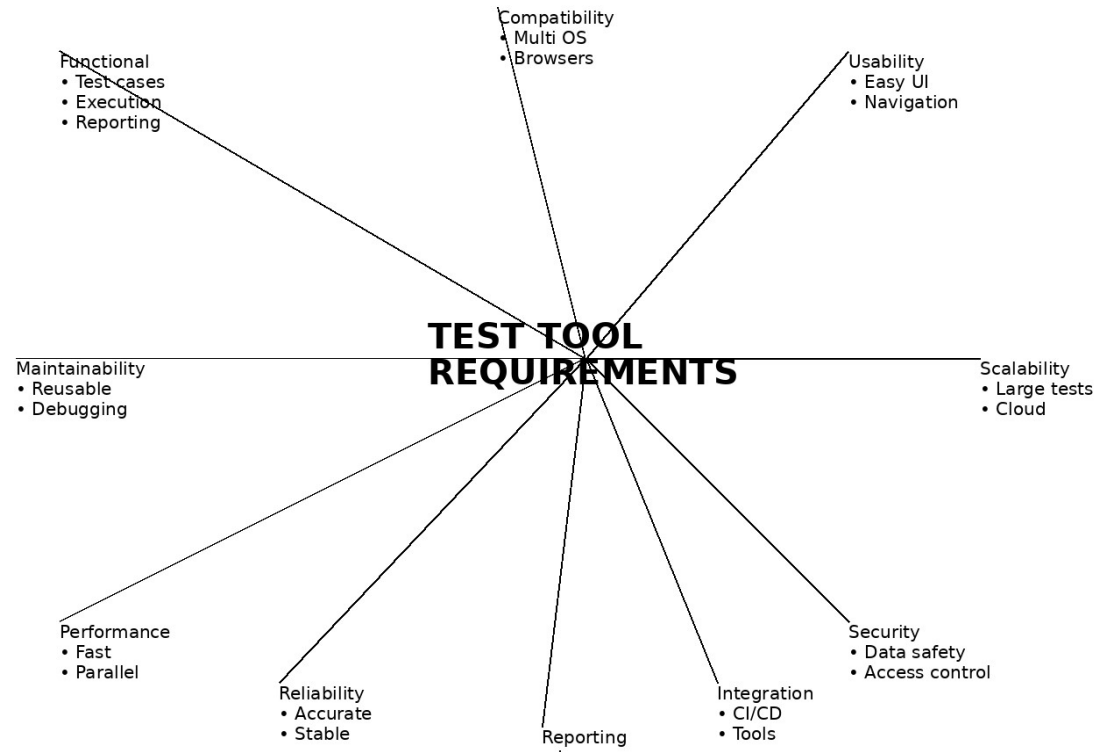 Compatibility
• Multi OS
• Browsers
Functional
• Test cases
• Execution
• Reporting
Usability
• Easy UI
• Navigation
TEST TOOL
REQUIREMENTS
Maintainability
• Reusable
• Debugging
Scalability
• Large tests
• Cloud
Performance
• Fast
• Parallel
Reliability
• Accurate
• Stable
Reporting
Integration
• CI/CD
• Tools
Security
• Data safety
• Access control